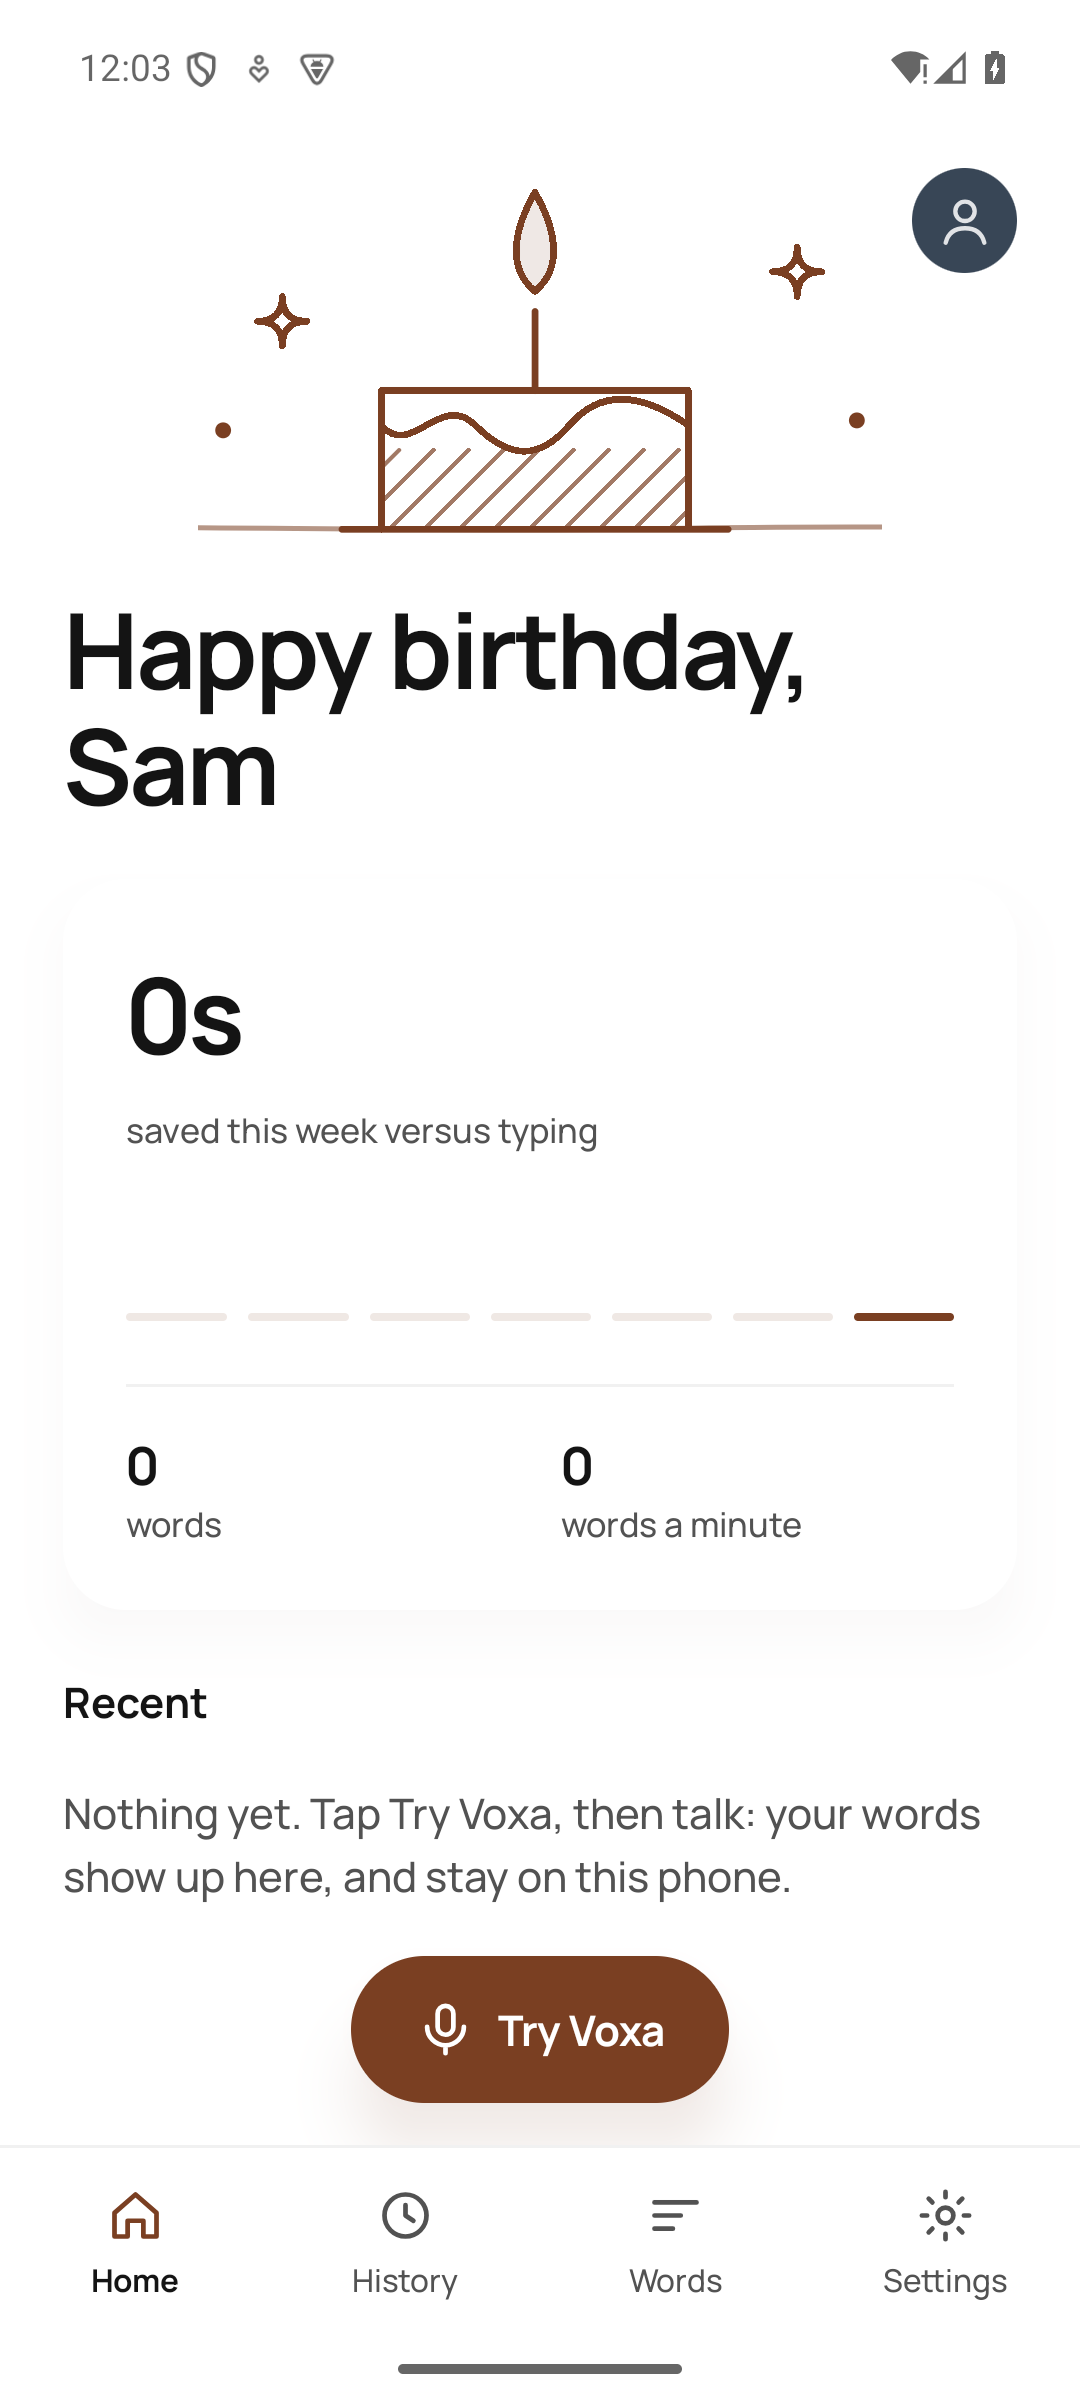 12:03
Happy birthday,
Sam
0s
saved this week versus typing
0
words
0
words a minute
Recent
Nothing yet. Tap Try Voxa, then talk: your words
show up here, and stay on this phone.
Try Voxa
Home
History
Words
Settings